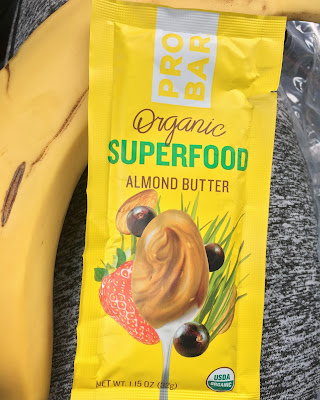 PRO
BAR
Organic
SUPERFOOD
ALMOND BUTTER
USDA
ORGANIC
NET WT. 1.15 OZ (32g)